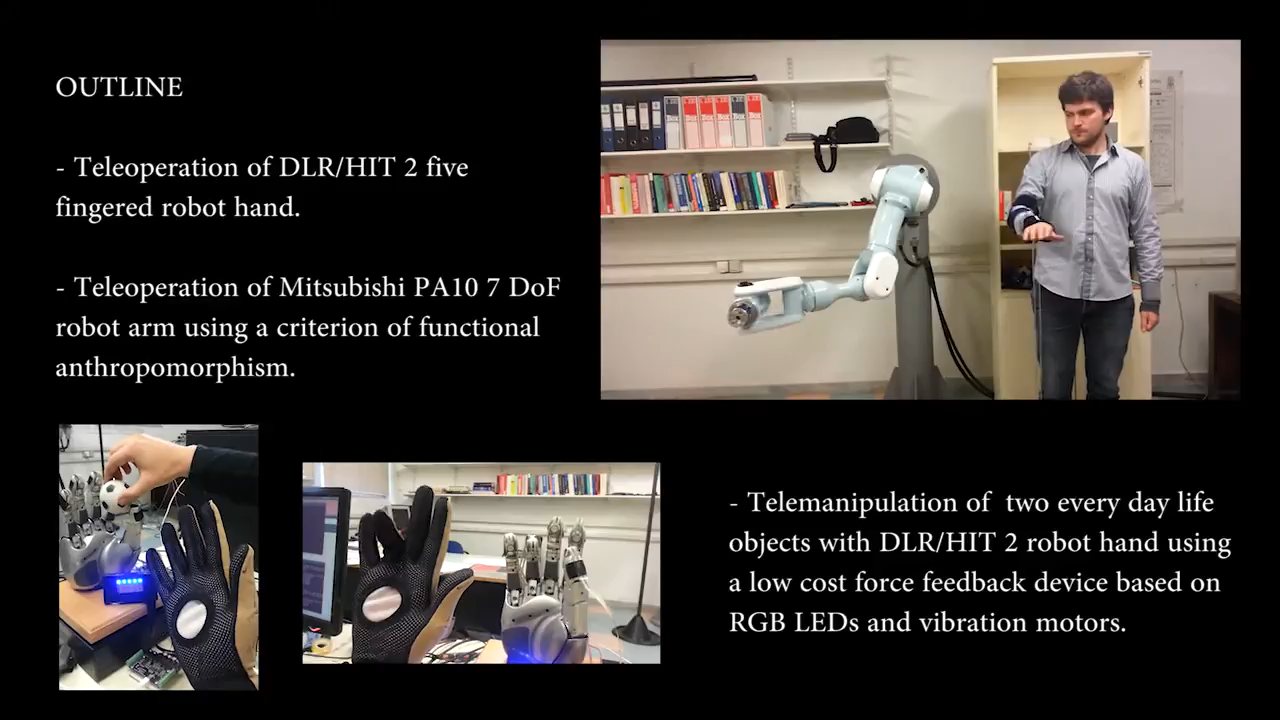 OUTLINE
- Teleoperation of DLR/HIT 2 five
fingered robot hand.
- Teleoperation of Mitsubishi PA10 7 DoF
robot arm using a criterion of functional
anthropomorphism.
- Telemanipulation of  two every day life
objects with DLR/HIT 2 robot hand using
a low cost force feedback device based on
RGB LEDs and vibration motors.